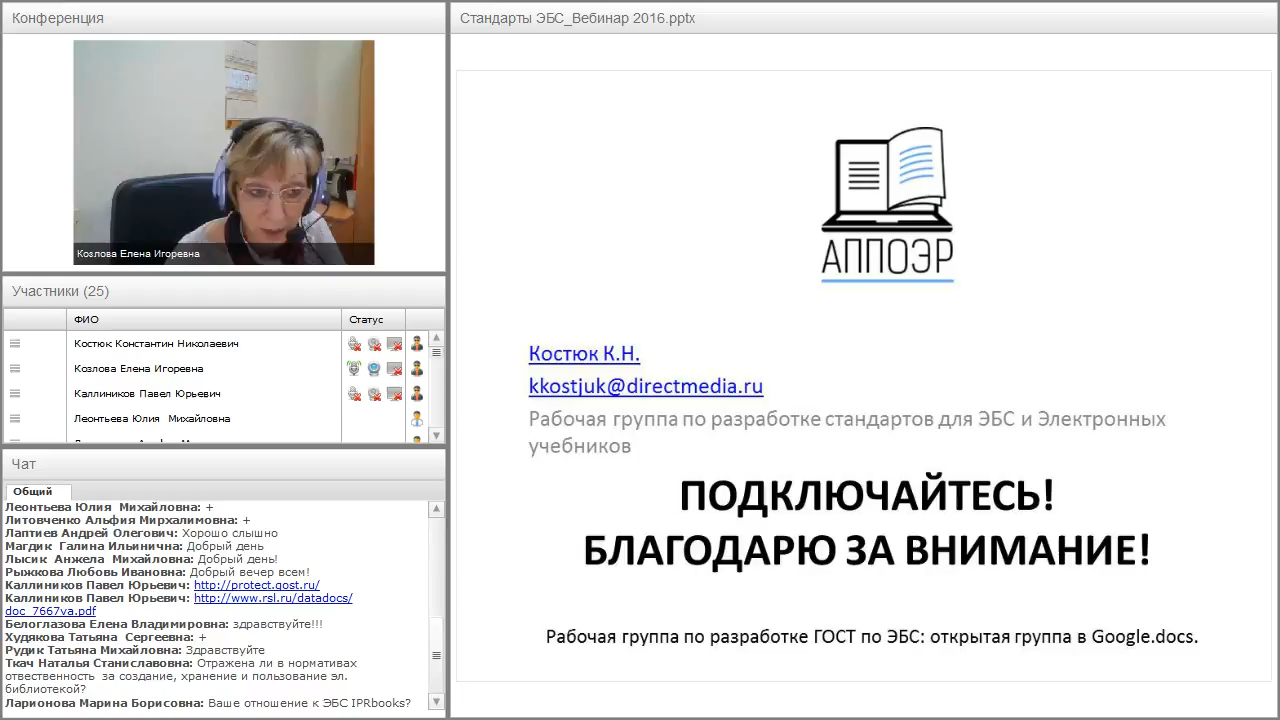 Конференция
Козлова Елена Игоревна
Участники (25)
ФИО Статус
Костюк Константин Николаевич
Козлова Елена Игоревна
Каллиников Павел Юрьевич
Леонтьева Юлия Михайловна
Чат
Общий
Леонтьева Юлия Михайловна: +
Литовченко Альфия Мирхалимовна: +
Лаптиев Андрей Олегович: Хорошо слышно
Магдик Галина Ильинична: Добрый день
Лысик Анжела Михайловна: Добрый день!
Рыжкова Любовь Ивановна: Добрый вечер всем!
Каллиников Павел Юрьевич: http://protect.gost.ru/
Каллиников Павел Юрьевич: http://www.rsl.ru/datadocs/
doc_7667va.pdf
Белоглазова Елена Владимировна: здравствуйте!!!
Худякова Татьяна Сергеевна: +
Рудик Татьяна Михайловна: Здравствуйте
Ткач Наталья Станиславовна: Отражена ли в нормативах
отвественность за создание, хранение и пользование эл.
библиотекой?
Ларионова Марина Борисовна: Ваше отношение к ЭБС IPRbooks?
Стандарты ЭБС_Вебинар 2016.pptx
АППОЭР
Костюк К.Н.
kkostjuk@directmedia.ru
Рабочая группа по разработке стандартов для ЭБС и Электронных
учебников
ПОДКЛЮЧАЙТЕСЬ!
БЛАГОДАРЮ ЗА ВНИМАНИЕ!
Рабочая группа по разработке ГОСТ по ЭБС: открытая группа в Google.docs.